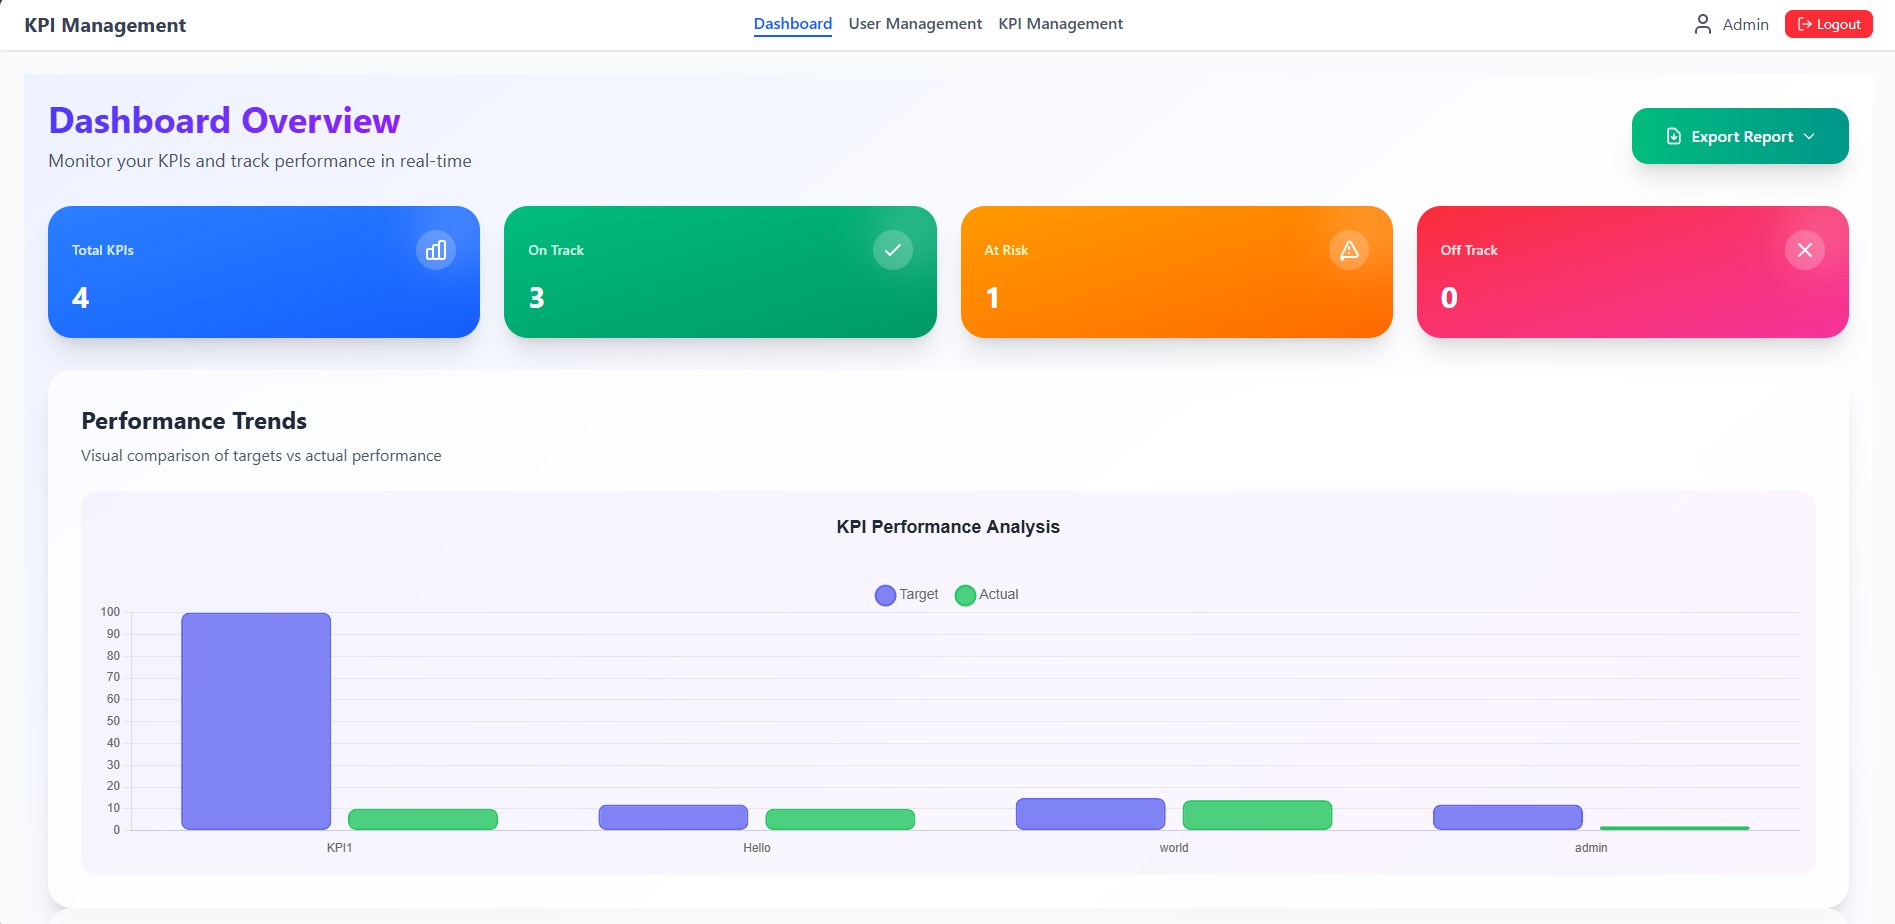 KPI Management
Dashboard User Management KPI Management
Admin
Logout
Dashboard Overview
Monitor your KPIs and track performance in real-time
Export Report
Total KPIs
4
On Track
3
At Risk
1
Off Track
0
Performance Trends
Visual comparison of targets vs actual performance
KPI Performance Analysis
Target Actual
100
90
80
70
60
50
40
30
20
10
0
KPI1 Hello world admin